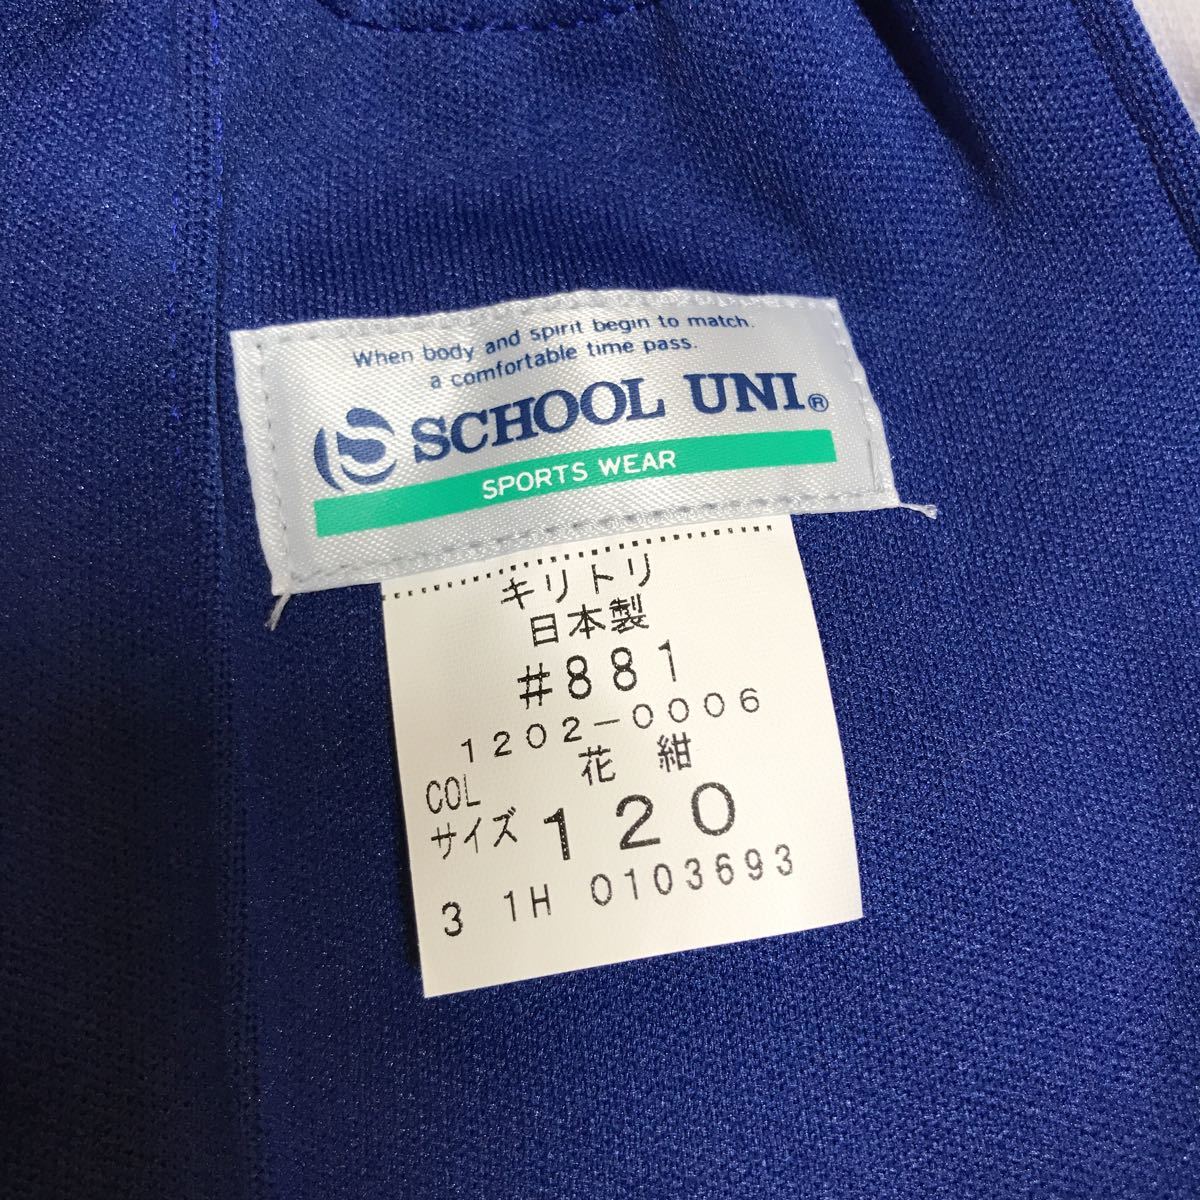 When body and spirit begin to match.
a comfortable time pass.
S SCHOOL UNI®
SPORTS WEAR
キリトリ
日本製
#881
1202-0006
COL 花 紺
サイズ 120
3 1H 0103693